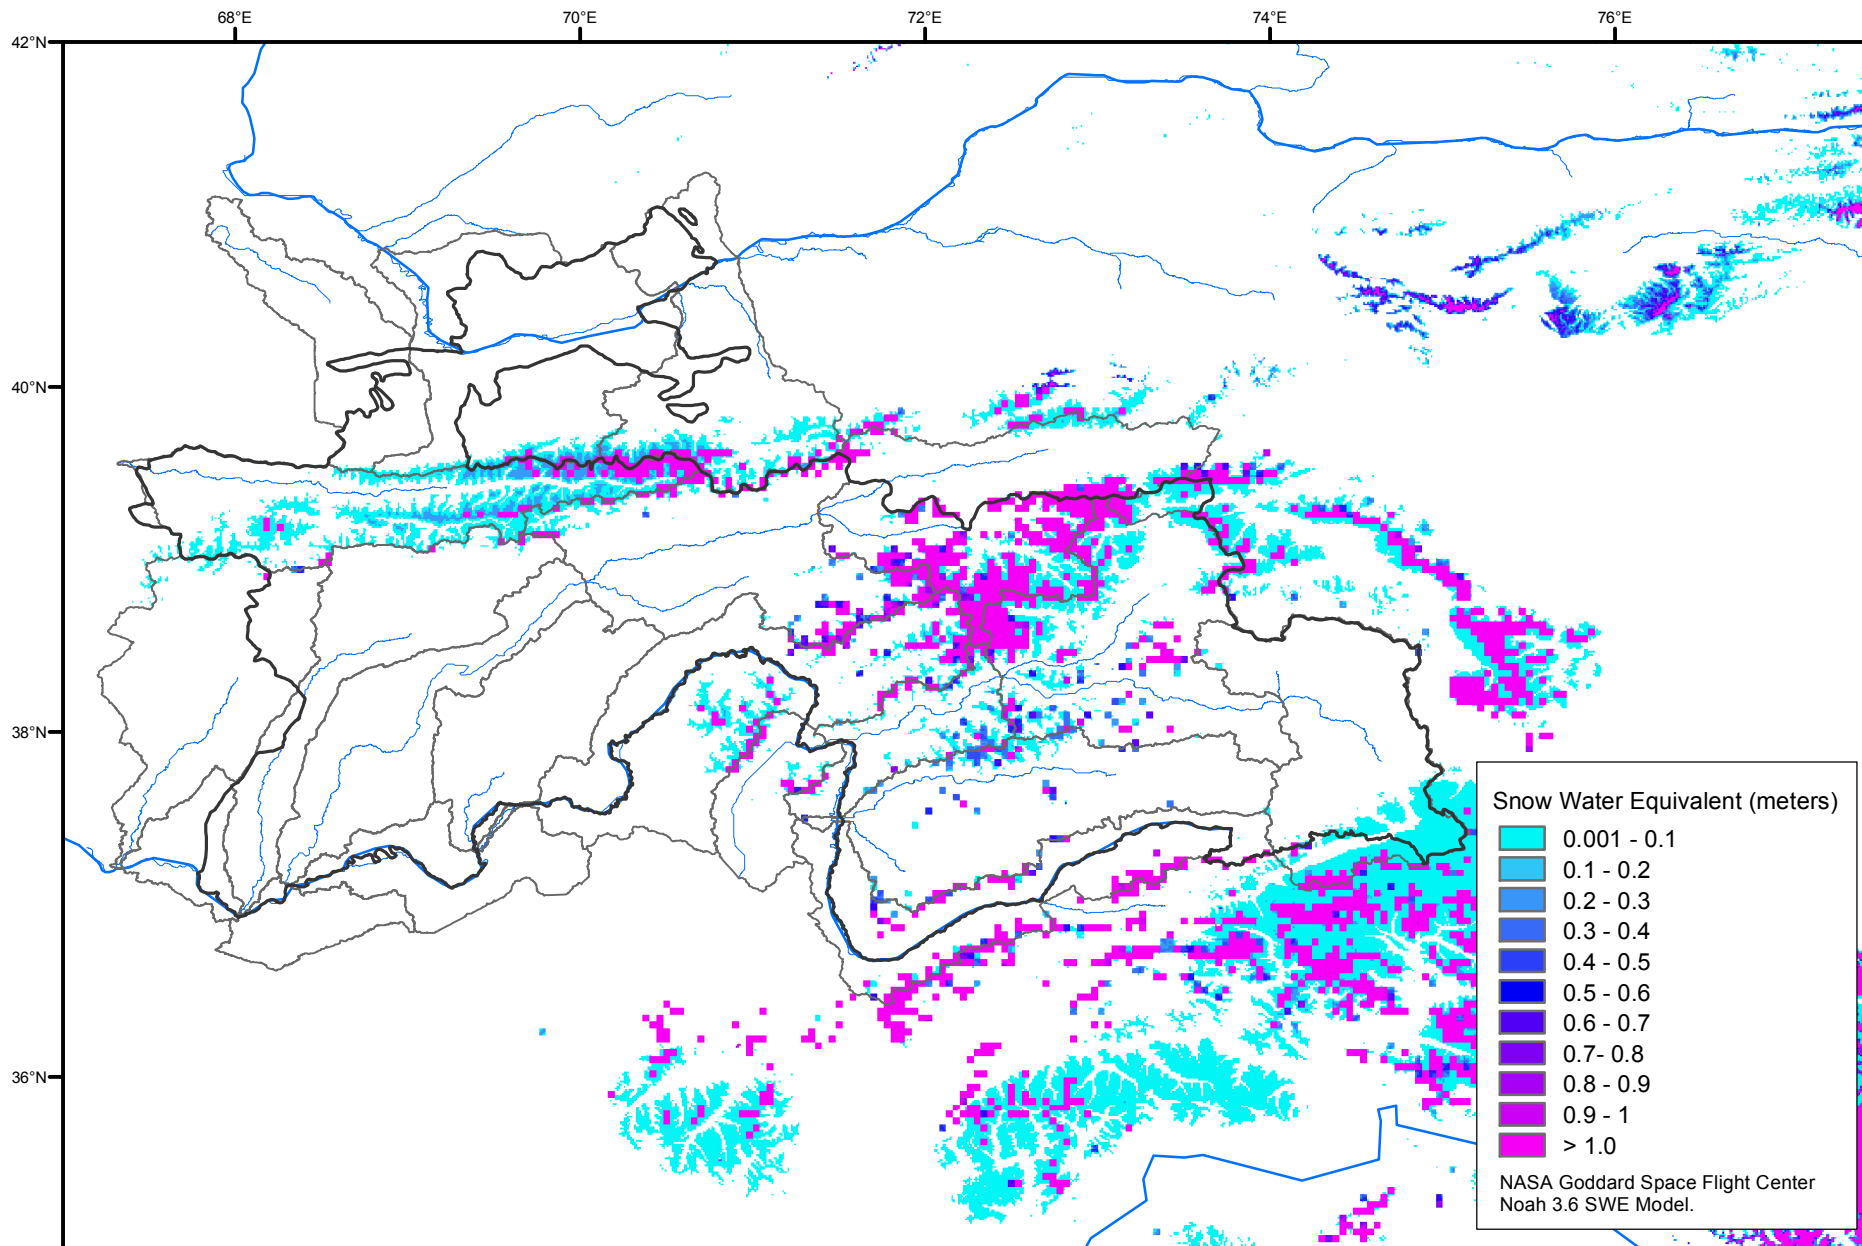 68°E 70°E 72°E 74°E 76°E
42°N
40°N
38°N
36°N
Snow Water Equivalent (meters)
0.001 - 0.1
0.1 - 0.2
0.2 - 0.3
0.3 - 0.4
0.4 - 0.5
0.5 - 0.6
0.6 - 0.7
0.7- 0.8
0.8 - 0.9
0.9 - 1
> 1.0
NASA Goddard Space Flight Center
Noah 3.6 SWE Model.